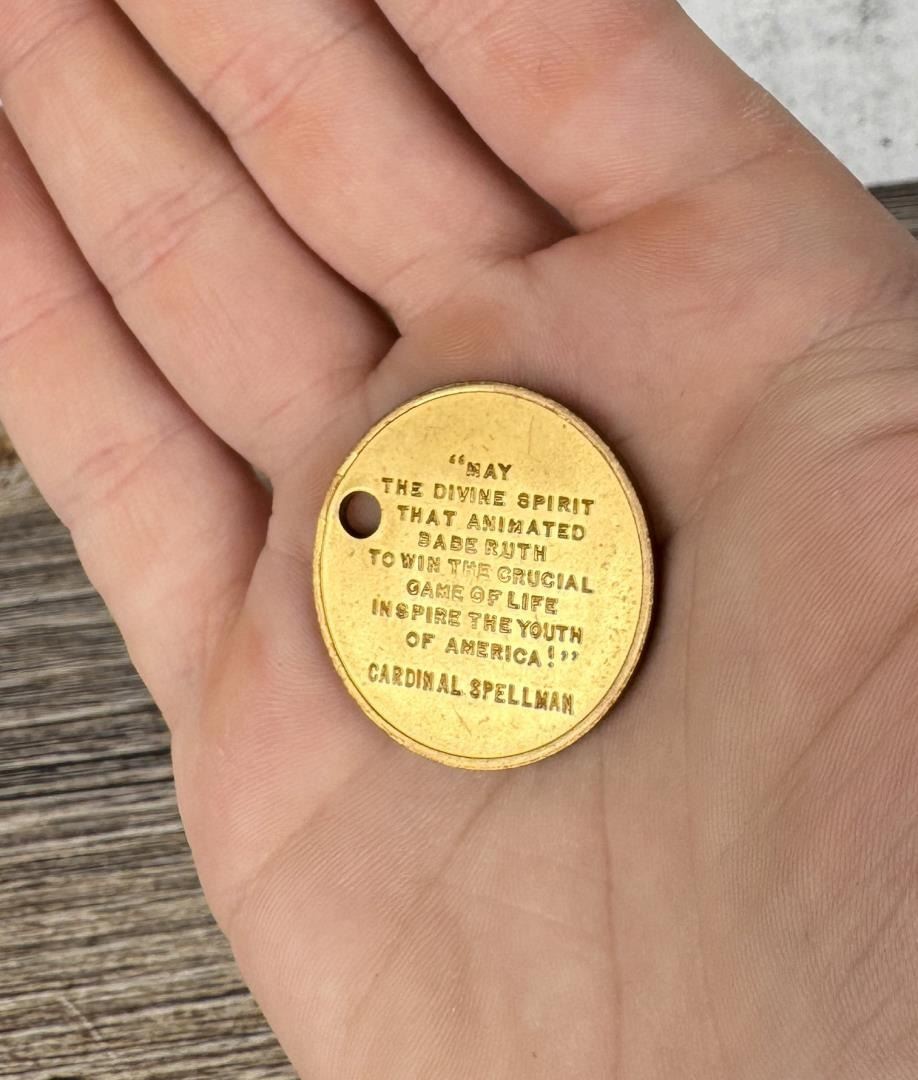 “MAY
THE DIVINE SPIRIT
THAT ANIMATED
BABE RUTH
TO WIN THE CRUCIAL
GAME OF LIFE
INSPIRE THE YOUTH
OF AMERICA!”
CARDINAL SPELLMAN